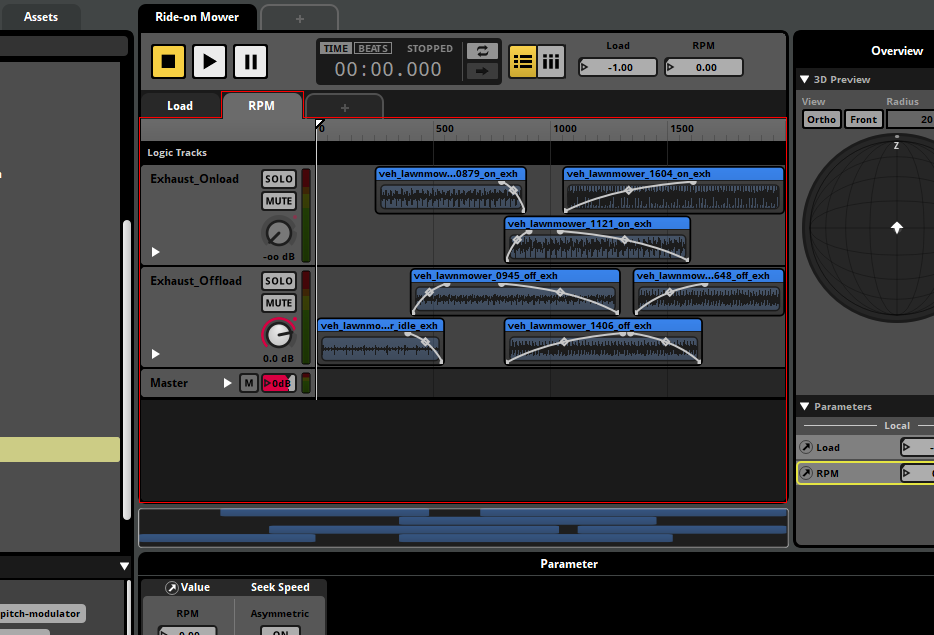 Assets
Ride-on Mower
+
TIME BEATS STOPPED
00:00.000
Load
-1.00
RPM
0.00
Load
RPM
+
0 500 1000 1500
Logic Tracks
Exhaust_Onload
SOLO
MUTE
-oo dB
veh_lawnmow...0879_on_exh
veh_lawnmower_1604_on_exh
veh_lawnmower_1121_on_exh
Exhaust_Offload
SOLO
MUTE
0.0 dB
veh_lawnmower_0945_off_exh
veh_lawnmow...648_off_exh
veh_lawnmo...r_idle_exh
veh_lawnmower_1406_off_exh
Master
M
0dB
Overview
3D Preview
View
Radius
Ortho
Front
20
Z
Parameters
Local
Load
-
RPM
Parameter
Value
Seek Speed
RPM
Asymmetric
0.00
ON
pitch-modulator